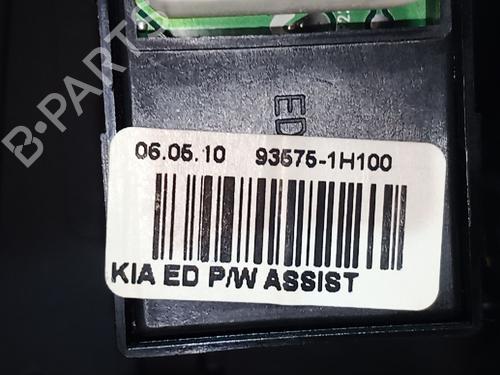 ED
06.05.10 93575-1H100
KIA ED P/W ASSIST
B-PARTS